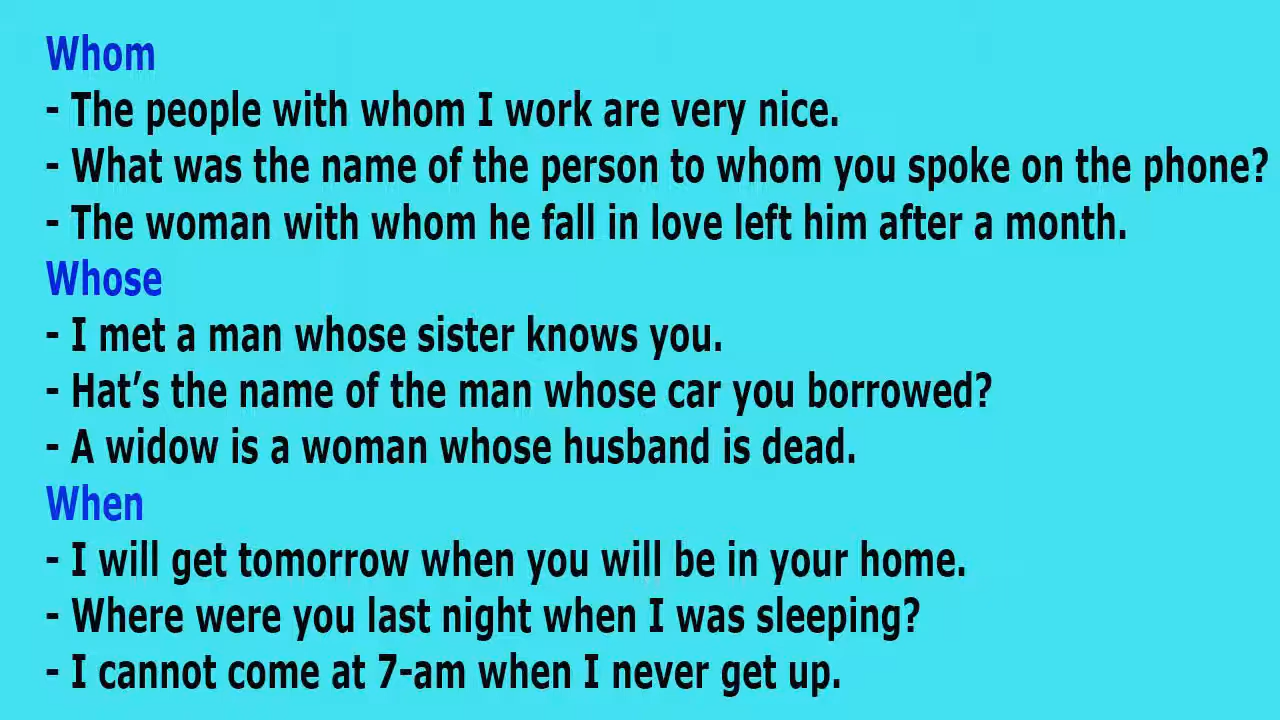 Whom
- The people with whom I work are very nice.
- What was the name of the person to whom you spoke on the phone?
- The woman with whom he fall in love left him after a month.
Whose
- I met a man whose sister knows you.
- Hat’s the name of the man whose car you borrowed?
- A widow is a woman whose husband is dead.
When
- I will get tomorrow when you will be in your home.
- Where were you last night when I was sleeping?
- I cannot come at 7-am when I never get up.